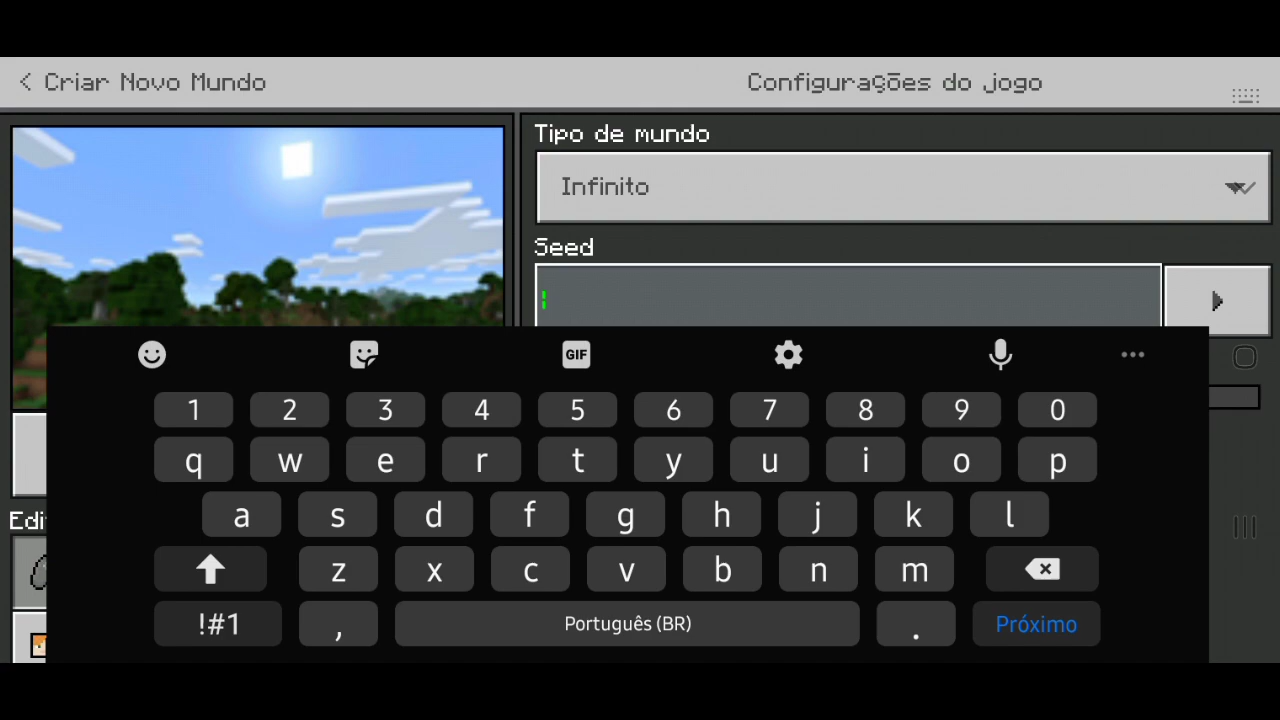 Criar Novo Mundo
Configurações do jogo
Tipo de mundo
Infinito
Seed
GIF
1 2 3 4 5 6 7 8 9 0
q w e r t y u i o p
a s d f g h j k l
z x c v b n m
Edi
!#1 , Português (BR) . Próximo